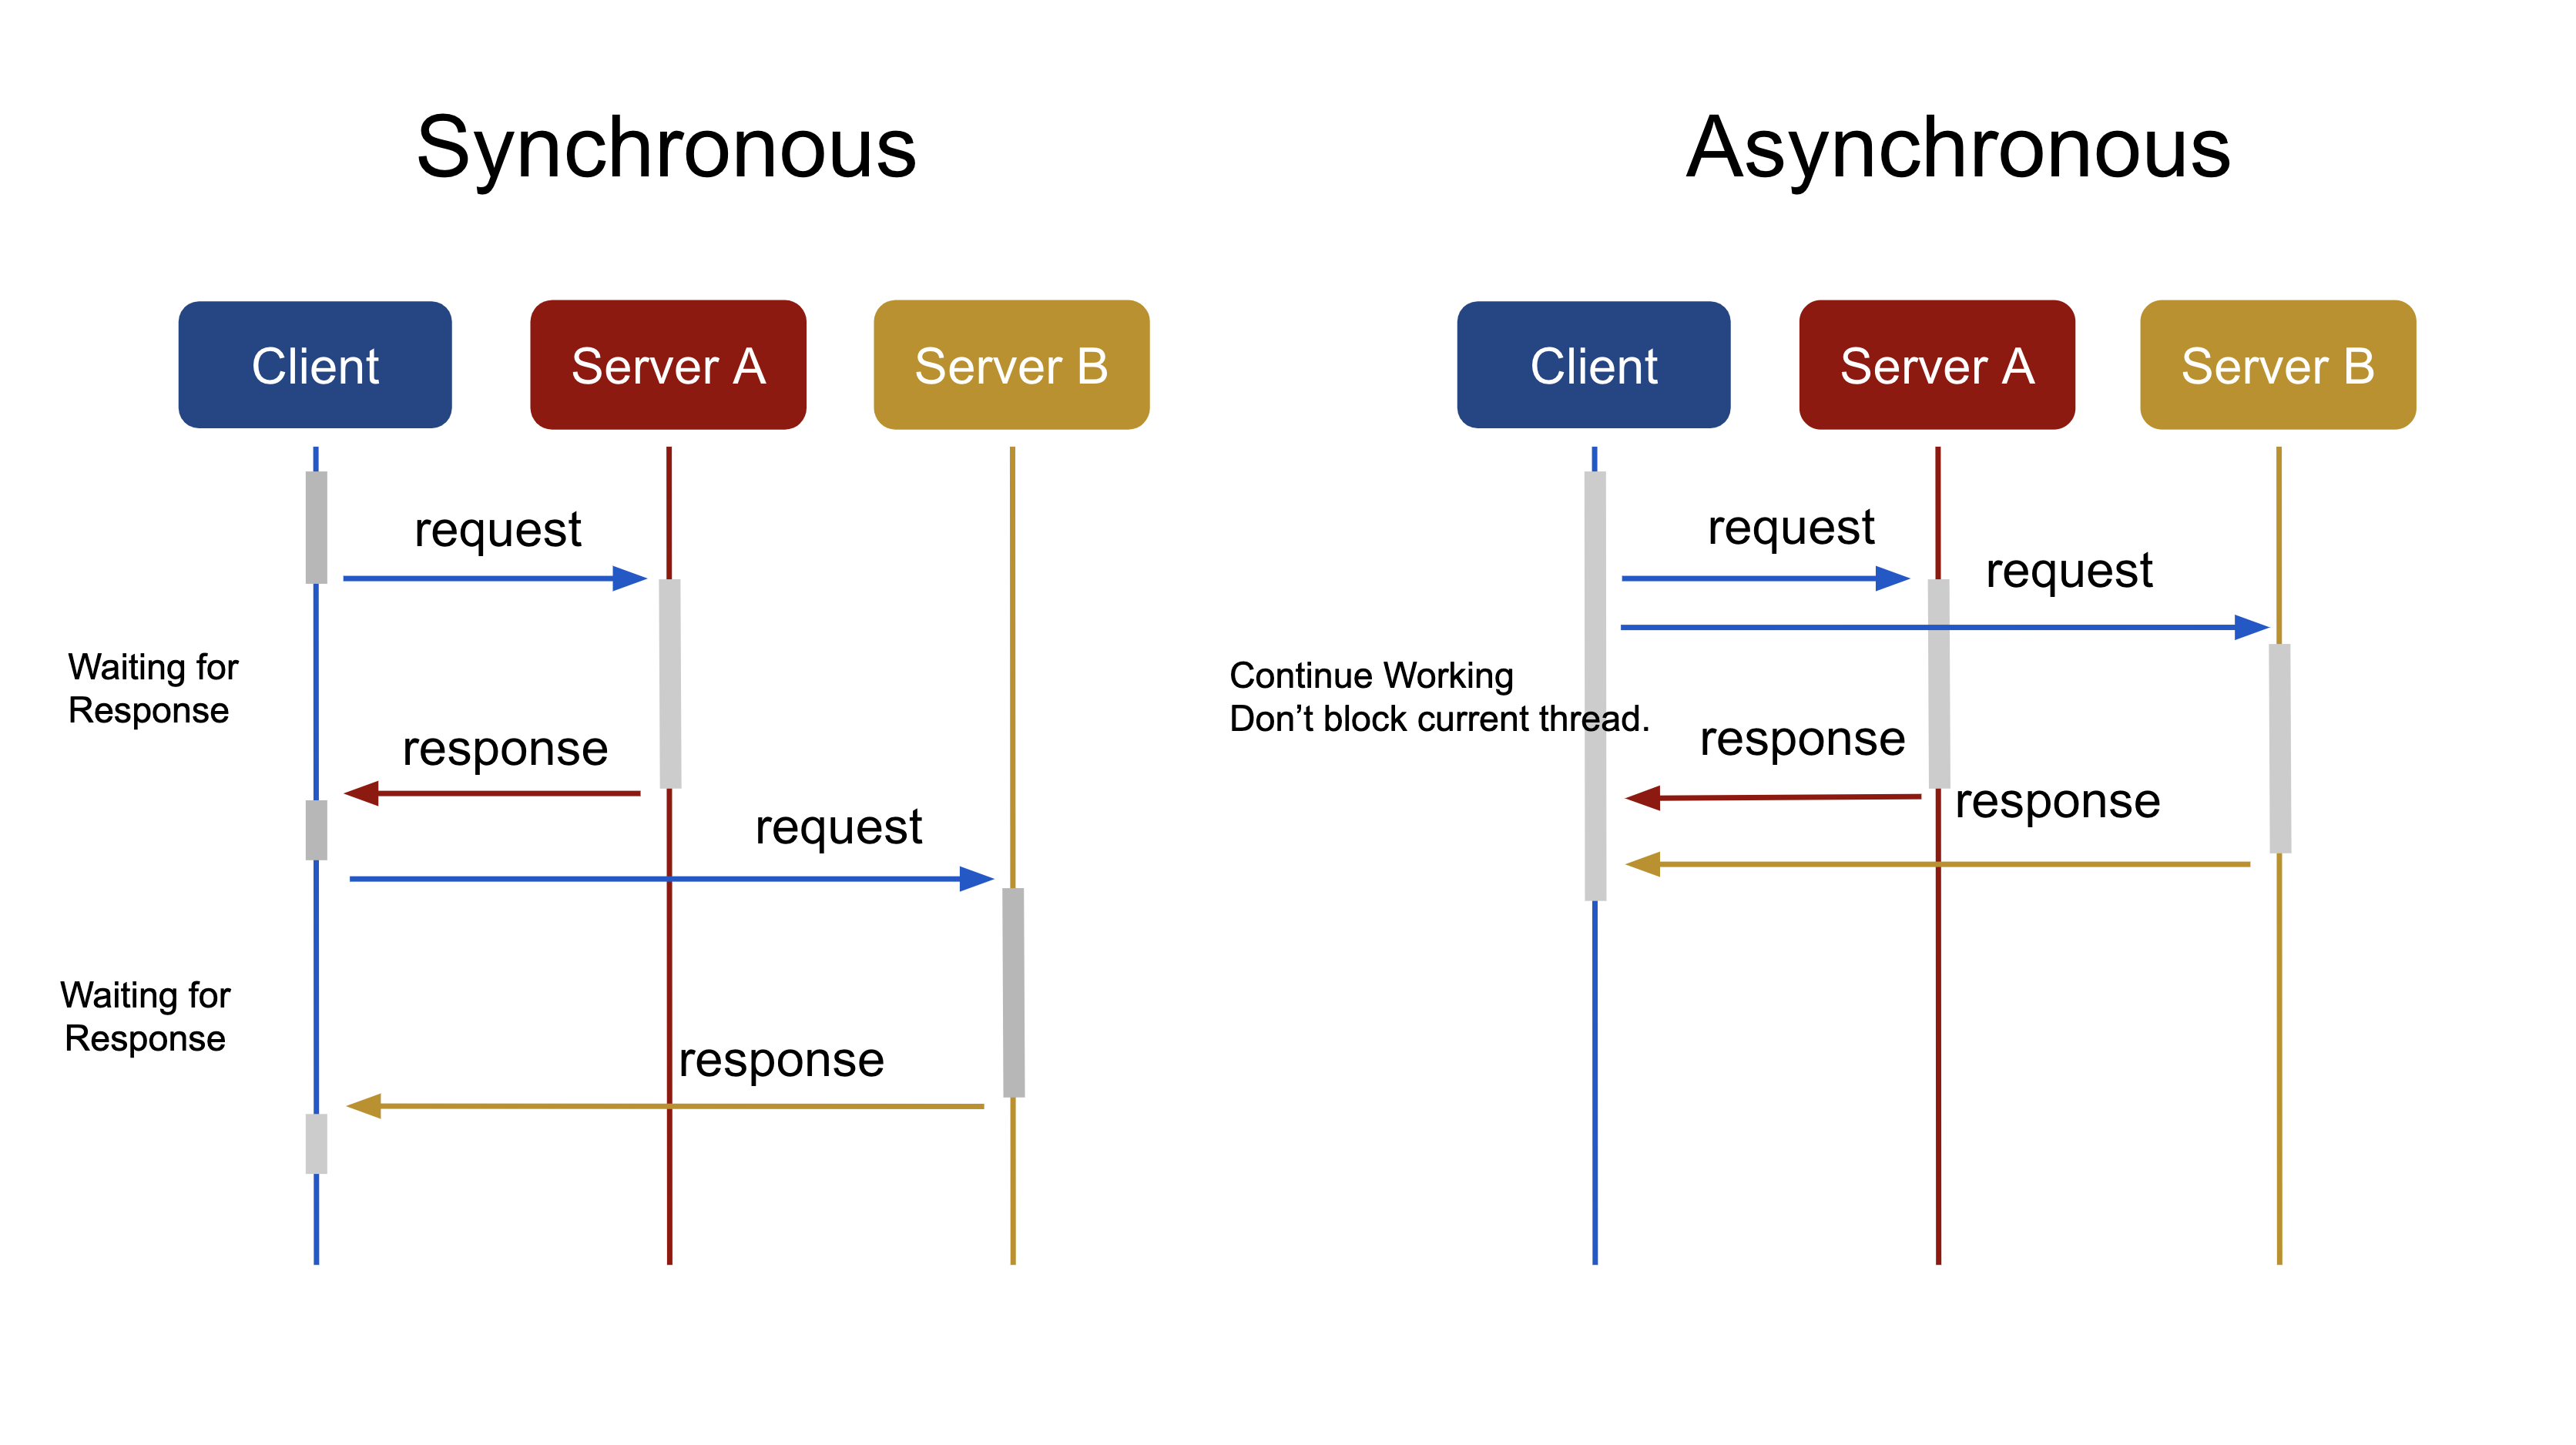 Synchronous
Client
Server A
Server B
request
Waiting for
Response
response
request
Waiting for
Response
response
Asynchronous
Client
Server A
Server B
request
request
Continue Working
Don’t block current thread.
response
response